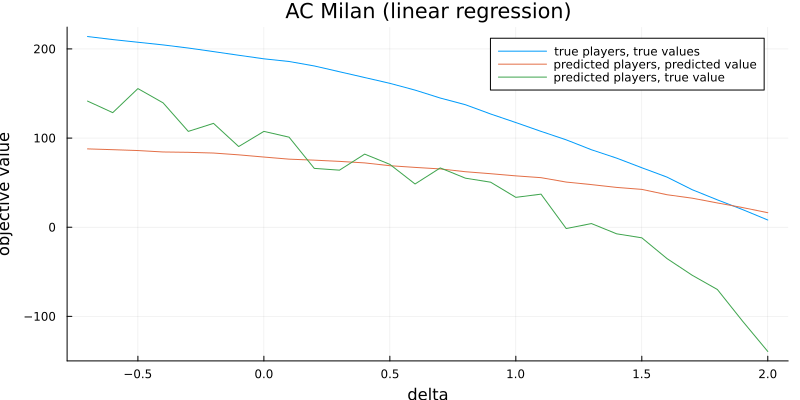 AC Milan (linear regression)
true players, true values
predicted players, predicted value
predicted players, true value
200
100
0
−100
objective value
−0.5
0.0
0.5
1.0
1.5
2.0
delta